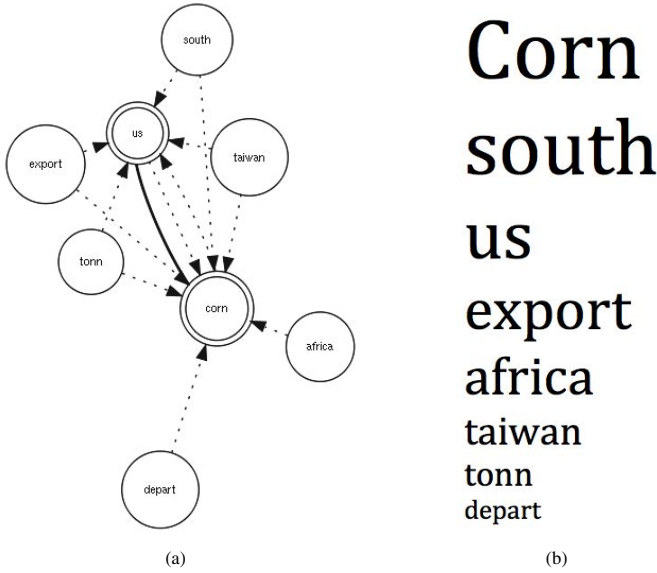 south
us
export
taiwan
tonn
corn
africa
depart
(a)
Corn
south
us
export
africa
taiwan
tonn
depart
(b)